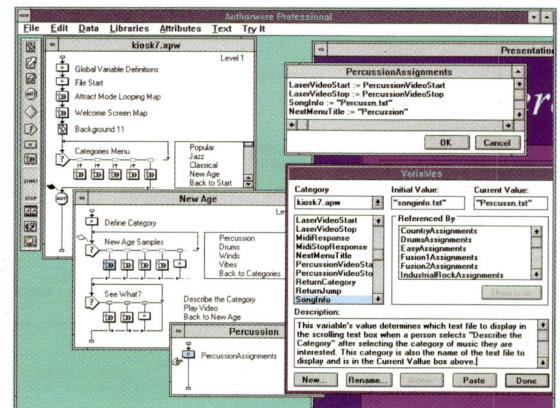 Authorware Professional
File Edit Data Libraries Attributes Text Try It
kiosk7.apw
Level 1
Global Variable Definitions
File Start
Attract Mode Looping Map
Welcome Screen Map
Background 11
Categories Menu
Popular
Jazz
Classical
New Age
Back to Start
START
STOP
New Age
Define Category
New Age Samples
Percussion
Drums
Winds
Vibes
Back to Categories
See What?
Describe the Category
Play Video
Back to New Age
Percussion
PercussionAssignments
Presentation
PercussionAssignments
LaserVideoStart := PercussionVideoStart
LaserVideoStop := PercussionVideoStop
SongInfo := "Percussn.txt"
NextMenuTitle := "Percussion"
OK Cancel
Variables
Category Initial Value: Current Value:
kiosk7.apw "songinfo.txt" "Percussn.txt"
LaserVideoStart
LaserVideoStop
MidiResponse
MidiStopResponse
NextMenuTitle
PercussionVideoSta
PercussionVideoSto
ReturnCategory
ReturnJump
SongInfo
Referenced By
CountryAssignments
DrumsAssignments
EasyAssignments
Fusion1Assignments
Fusion2Assignments
IndustrialRockAssignments
Show Icon
Description:
This variable's value determines which text file to display in
the scrolling text box when a person selects "Describe the
Category" after selecting the category of music they are
interested. This category is also the name of the text file to
display and is in the Current Vallue box above.
New... Rename... Delete Paste Done